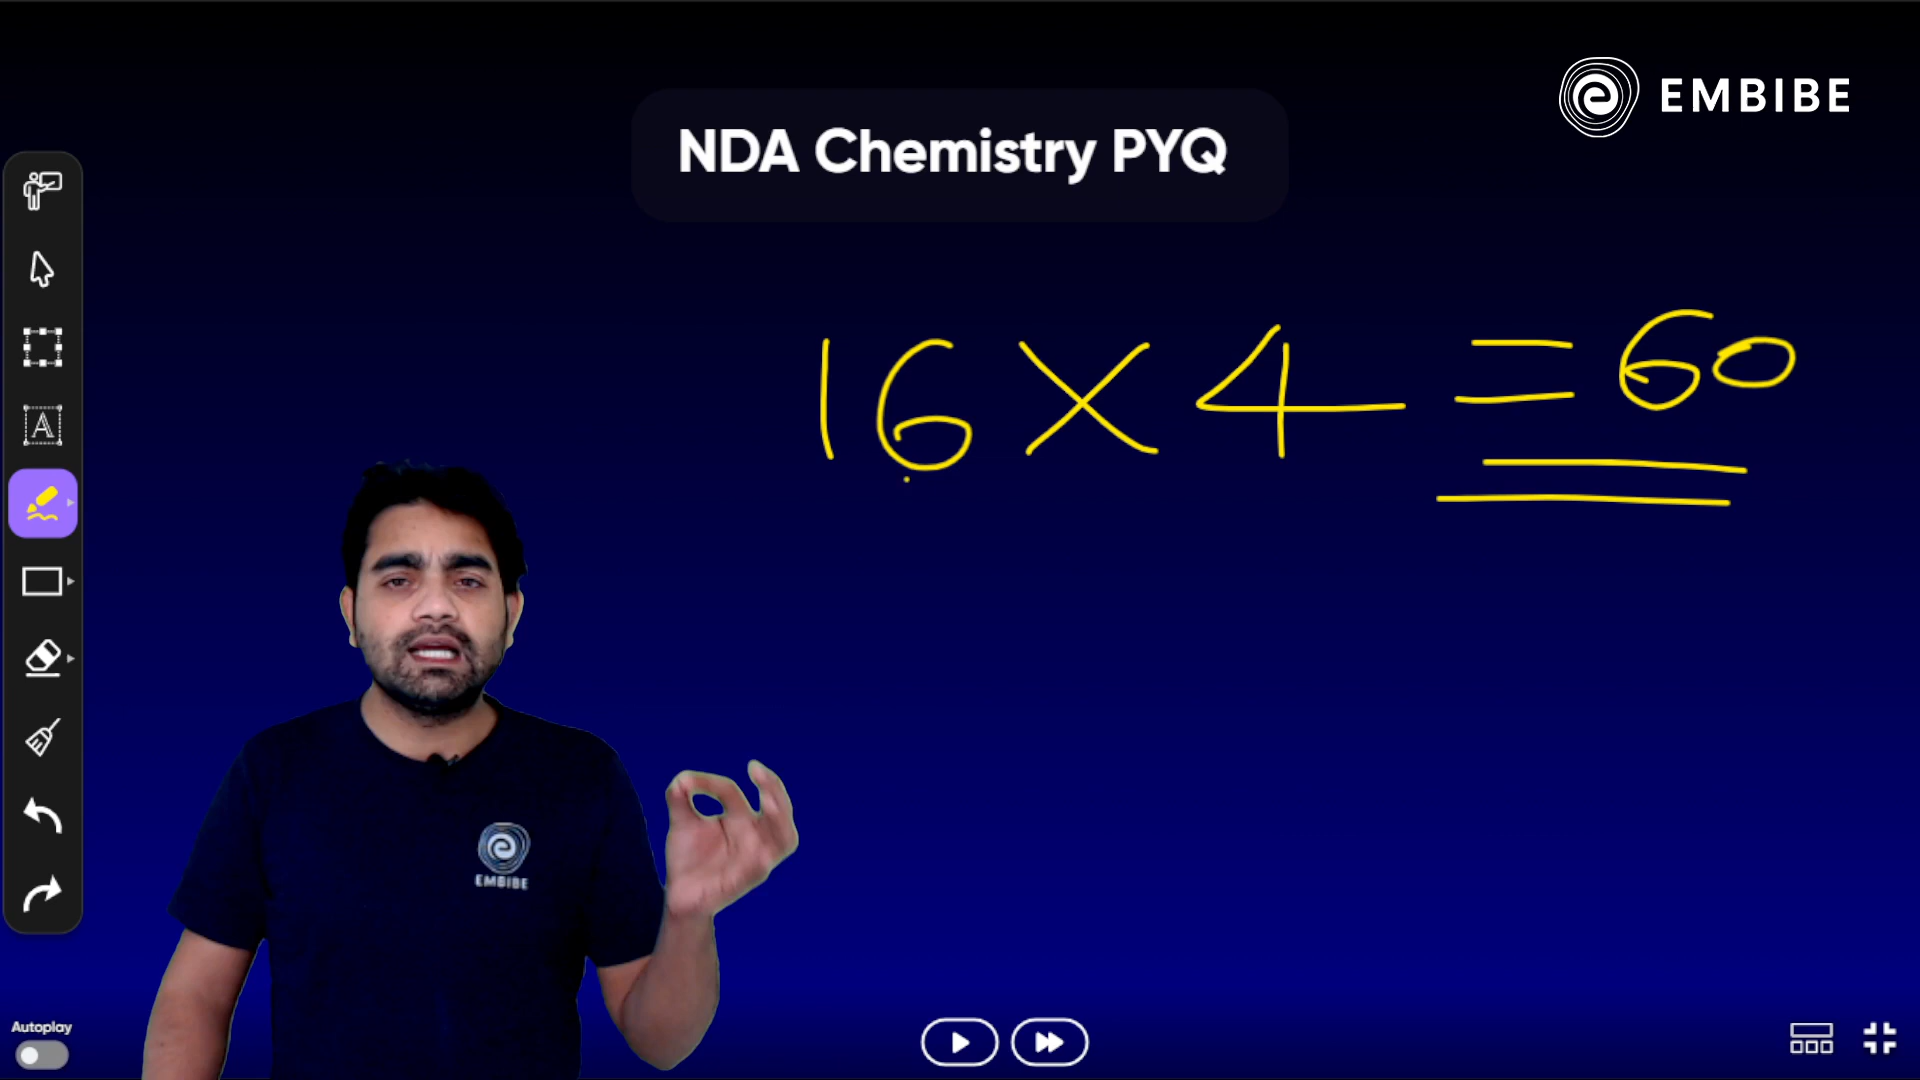 EMBIBE
NDA Chemistry PYQ
16 × 4 = 60
A
EMBIBE
Autoplay